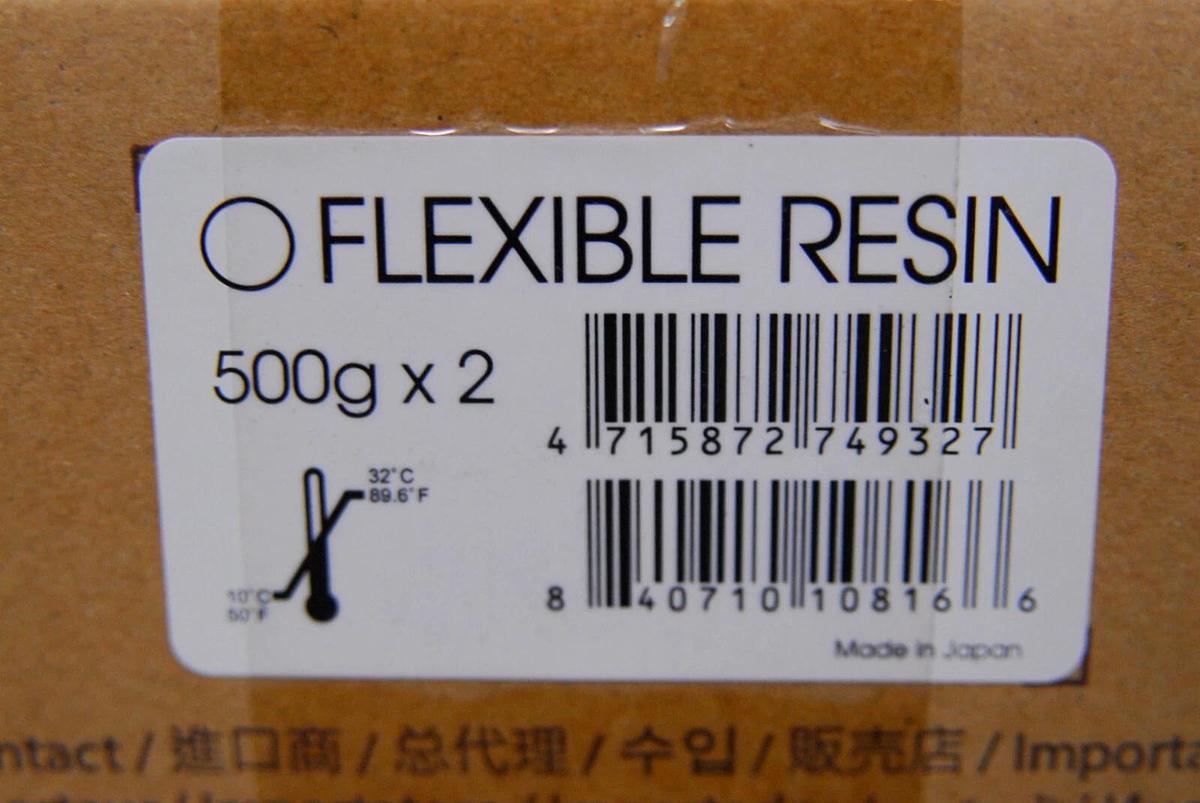 FLEXIBLE RESIN
500g x 2
4 715872 749327
32°C
89.6°F
10°C
50°F
8 40710 10816 6
Made in Japan
ntact / 進口商 / 总代理 / 수입 / 販売店 / Importa